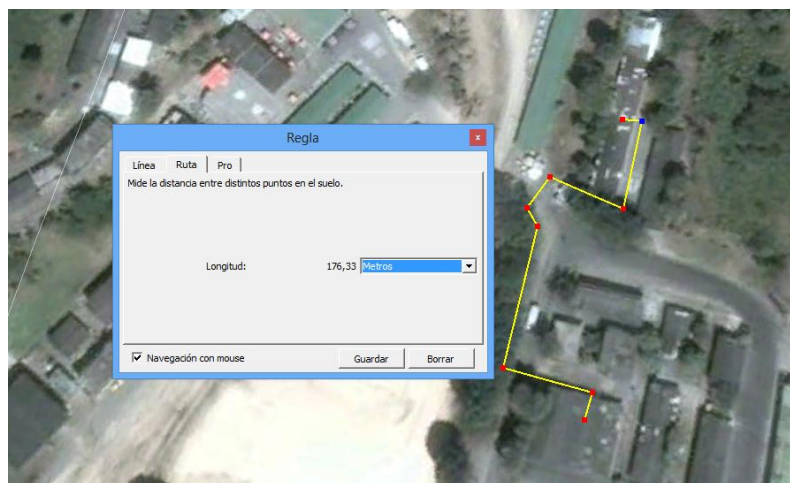 Regla
x
Línea Ruta Pro
Mide la distancia entre distintos puntos en el suelo.
Longitud: 176,33 Metros
Navegación con mouse Guardar Borrar